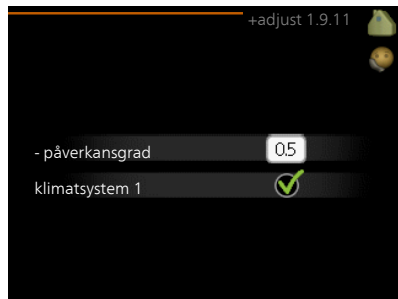 +adjust 1.9.11
- påverkansgrad 0.5
klimatsystem 1